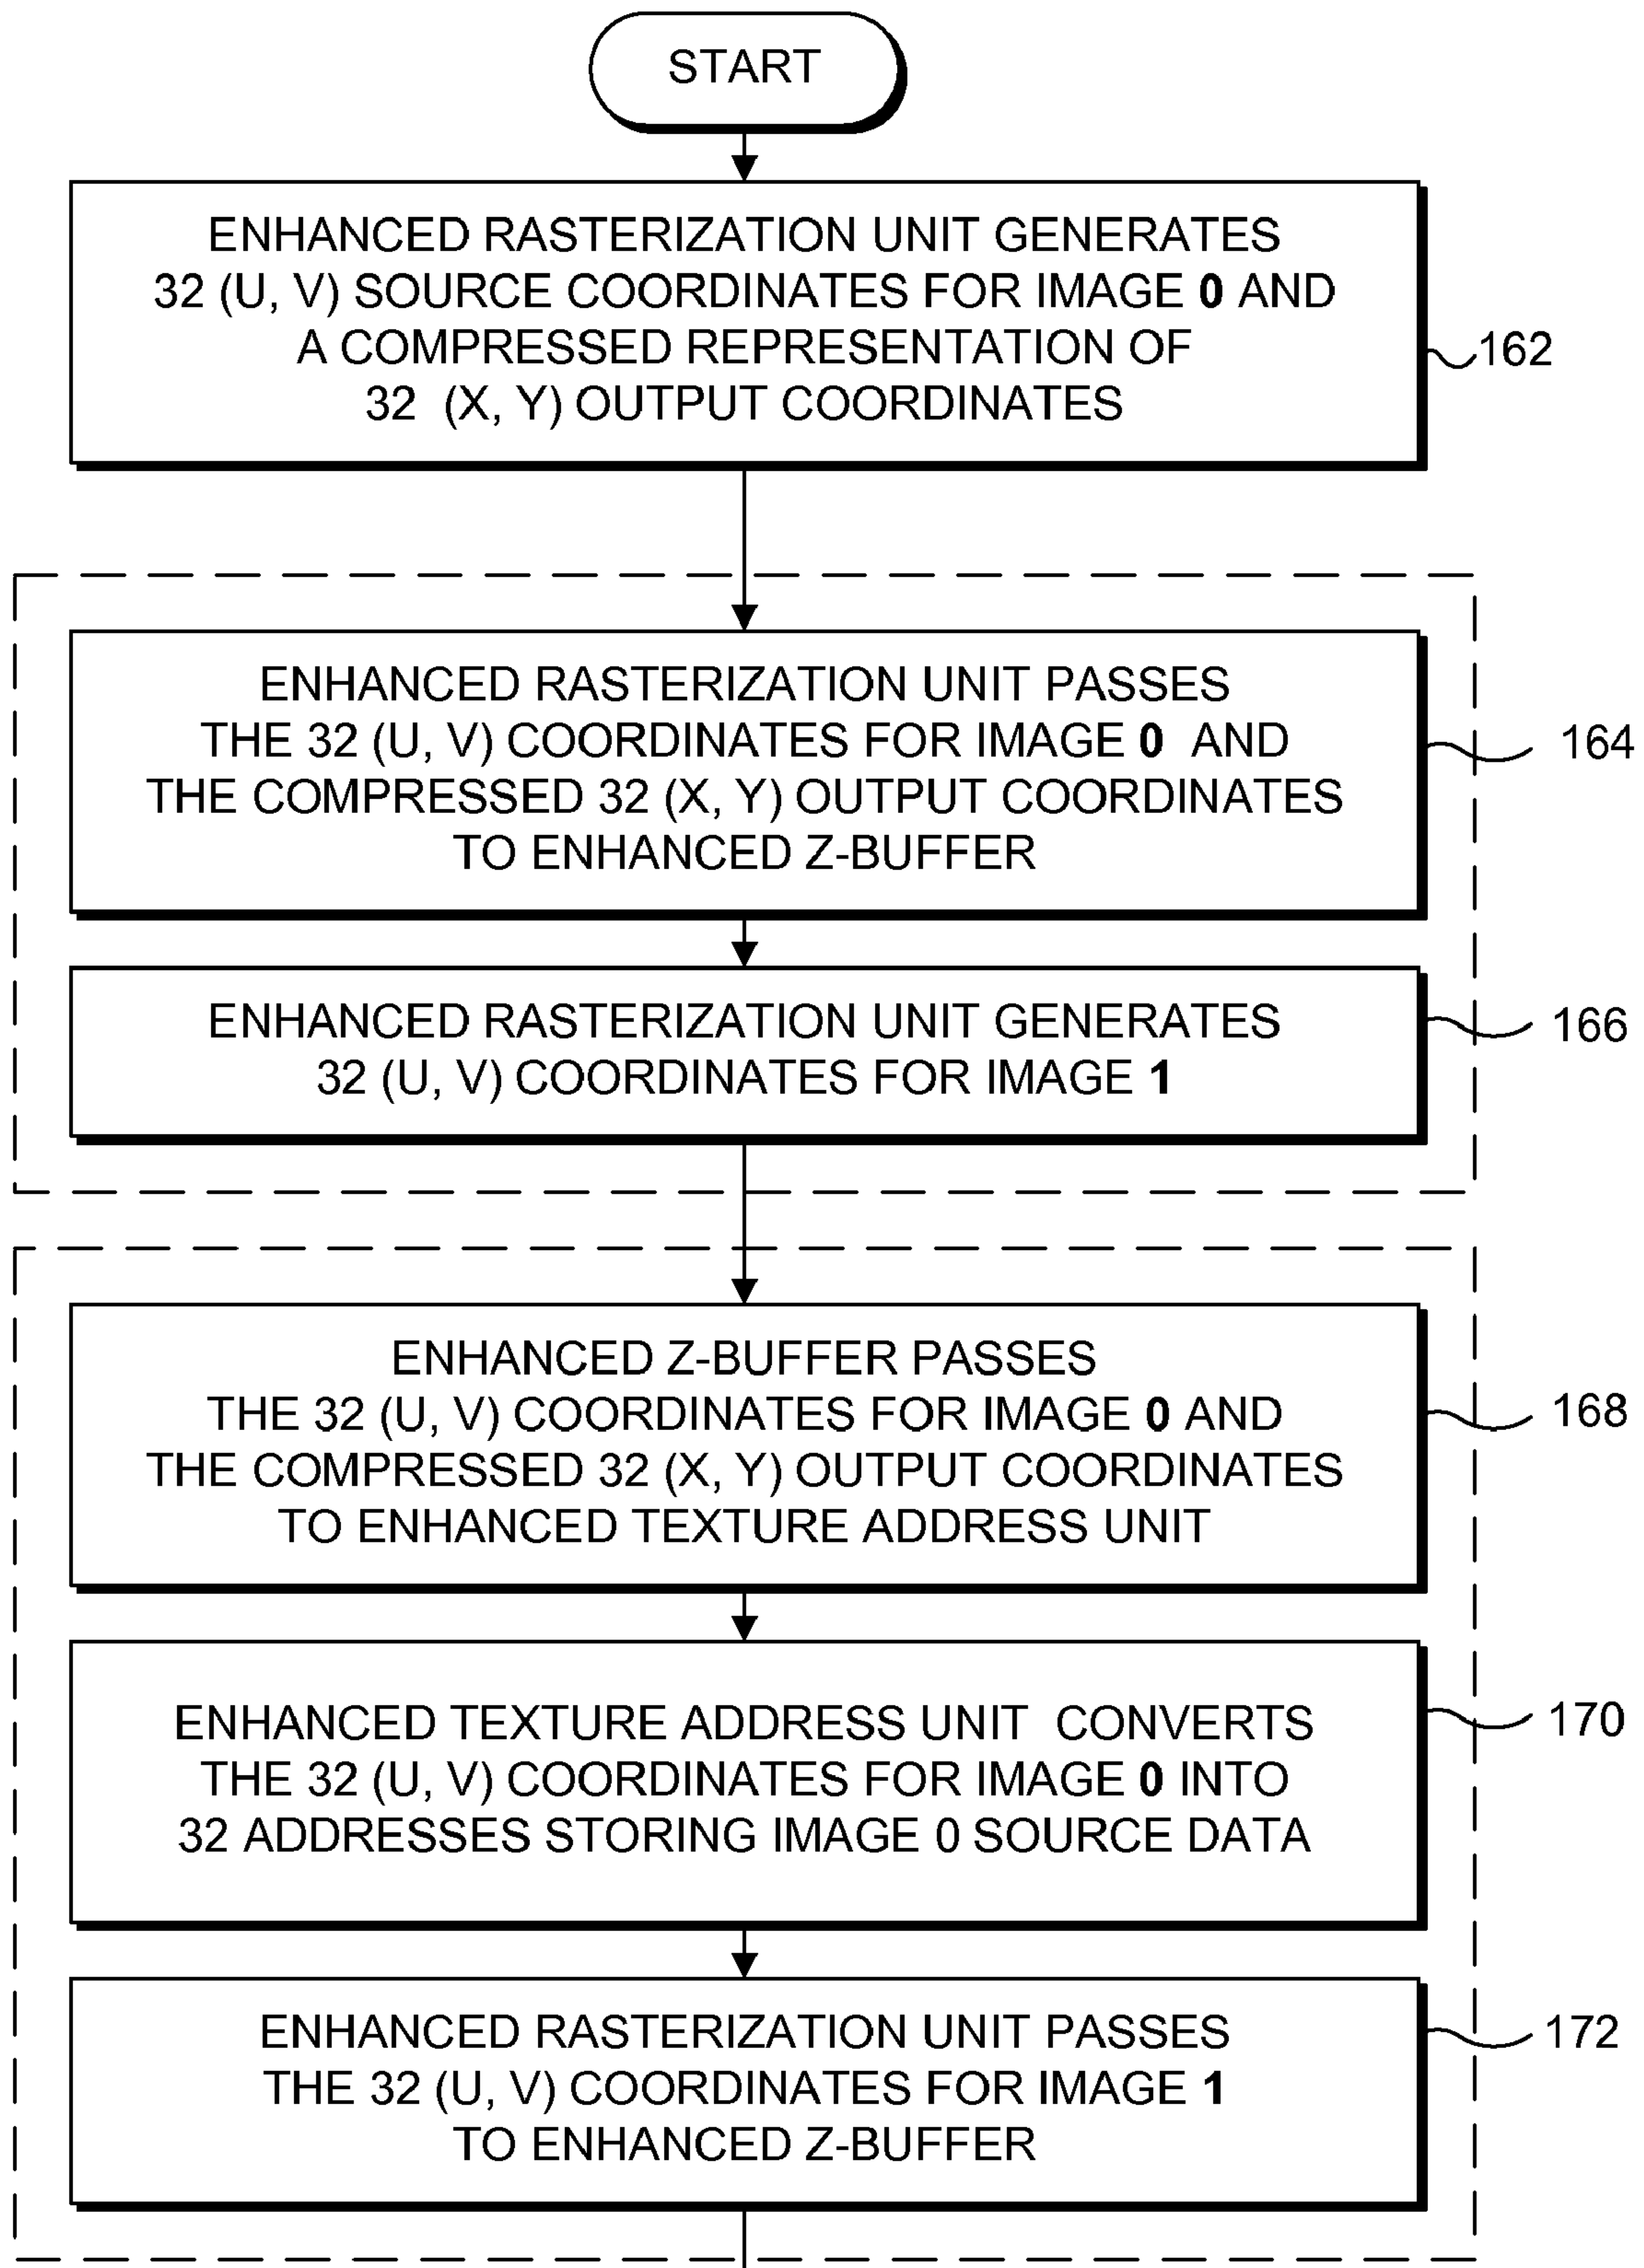 START
ENHANCED RASTERIZATION UNIT GENERATES
32 (U, V) SOURCE COORDINATES FOR IMAGE 0 AND
A COMPRESSED REPRESENTATION OF
32 (X, Y) OUTPUT COORDINATES
162
ENHANCED RASTERIZATION UNIT PASSES
THE 32 (U, V) COORDINATES FOR IMAGE 0 AND
THE COMPRESSED 32 (X, Y) OUTPUT COORDINATES
TO ENHANCED Z-BUFFER
164
ENHANCED RASTERIZATION UNIT GENERATES
32 (U, V) COORDINATES FOR IMAGE 1
166
ENHANCED Z-BUFFER PASSES
THE 32 (U, V) COORDINATES FOR IMAGE 0 AND
THE COMPRESSED 32 (X, Y) OUTPUT COORDINATES
TO ENHANCED TEXTURE ADDRESS UNIT
168
ENHANCED TEXTURE ADDRESS UNIT CONVERTS
THE 32 (U, V) COORDINATES FOR IMAGE 0 INTO
32 ADDRESSES STORING IMAGE 0 SOURCE DATA
170
ENHANCED RASTERIZATION UNIT PASSES
THE 32 (U, V) COORDINATES FOR IMAGE 1
TO ENHANCED Z-BUFFER
172